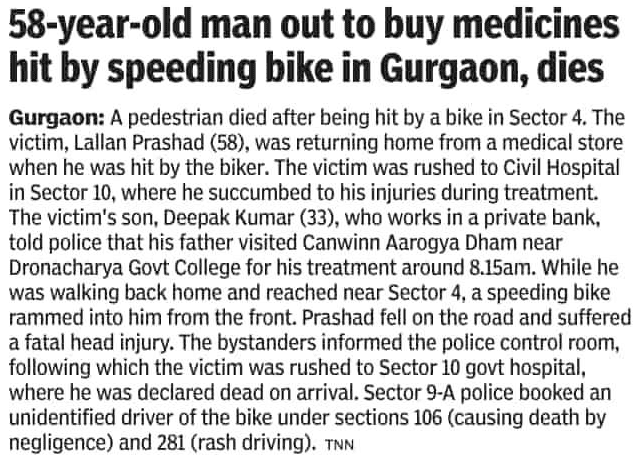 58-year-old man out to buy medicines
hit by speeding bike in Gurgaon, dies
Gurgaon: A pedestrian died after being hit by a bike in Sector 4. The
victim, Lallan Prashad (58), was returning home from a medical store
when he was hit by the biker. The victim was rushed to Civil Hospital
in Sector 10, where he succumbed to his injuries during treatment.
The victim's son, Deepak Kumar (33), who works in a private bank,
told police that his father visited Canwinn Aarogya Dham near
Dronacharya Govt College for his treatment around 8.15am. While he
was walking back home and reached near Sector 4, a speeding bike
rammed into him from the front. Prashad fell on the road and suffered
a fatal head injury. The bystanders informed the police control room,
following which the victim was rushed to Sector 10 govt hospital,
where he was declared dead on arrival. Sector 9-A police booked an
unidentified driver of the bike under sections 106 (causing death by
negligence) and 281 (rash driving). TNN